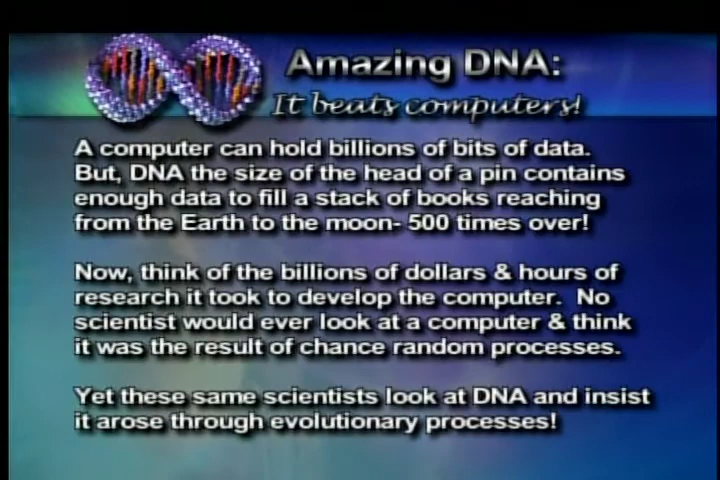 Amazing DNA:
It beats computers!
A computer can hold billions of bits of data.
But, DNA the size of the head of a pin contains
enough data to fill a stack of books reaching
from the Earth to the moon- 500 times over!
Now, think of the billions of dollars & hours of
research it took to develop the computer. No
scientist would ever look at a computer & think
it was the result of chance random processes.
Yet these same scientists look at DNA and insist
it arose through evolutionary processes!